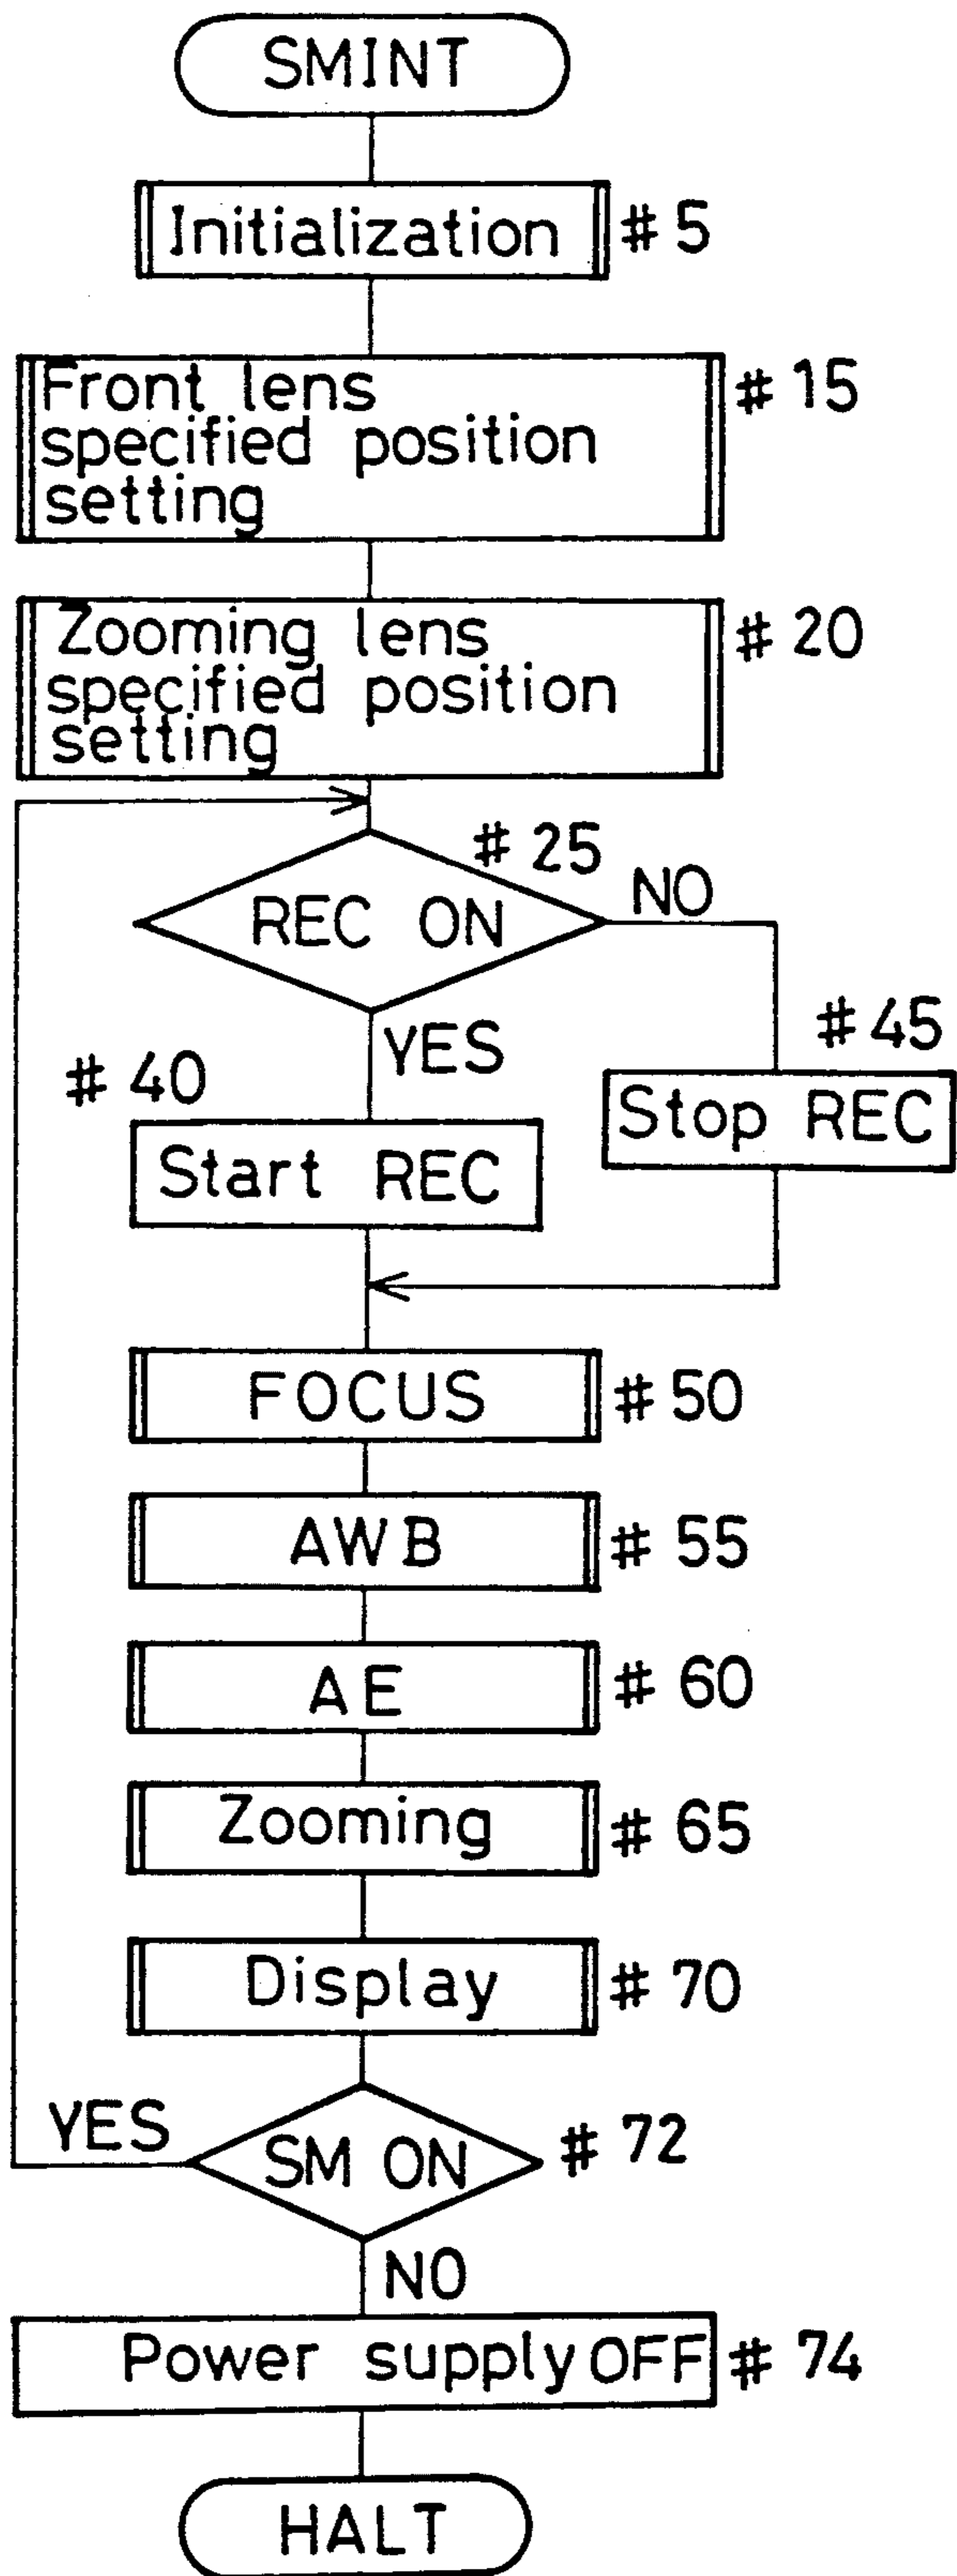 SMINT
Initialization # 5
Front lens # 15
specified position
setting
Zooming lens # 20
specified position
setting
# 25
REC ON NO
YES # 45
# 40 Stop REC
Start REC
FOCUS # 50
AWB # 55
AE # 60
Zooming # 65
Display # 70
YES SM ON # 72
NO
Power supply OFF # 74
HALT